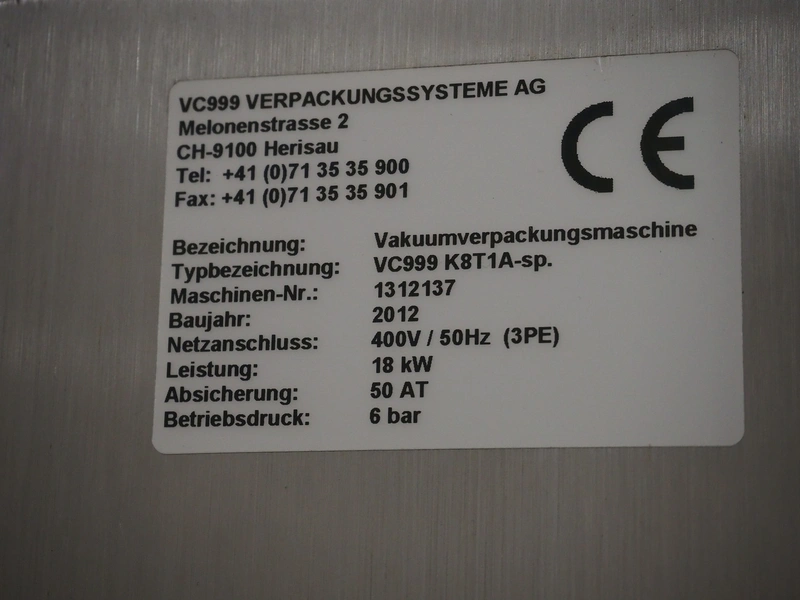 VC999 VERPACKUNGSSYSTEME AG
Melonenstrasse 2
CH-9100 Herisau
Tel: +41 (0)71 35 35 900
Fax: +41 (0)71 35 35 901
CE
Bezeichnung: Vakuumverpackungsmaschine
Typbezeichnung: VC999 K8T1A-sp.
Maschinen-Nr.: 1312137
Baujahr: 2012
Netzanschluss: 400V / 50Hz (3PE)
Leistung: 18 kW
Absicherung: 50 AT
Betriebsdruck: 6 bar